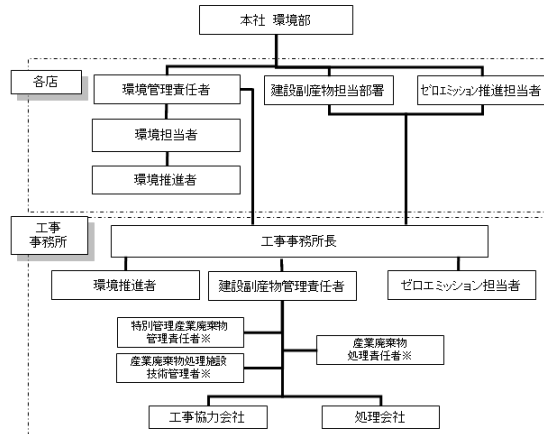 本社 環境部
各店
環境管理責任者
建設副産物担当部署
ゼロエミッション推進担当者
環境担当者
環境推進者
工事
事務所
工事事務所長
環境推進者
建設副産物管理責任者
ゼロエミッション担当者
特別管理産業廃棄物
管理責任者※
産業廃棄物
処理責任者※
産業廃棄物処理施設
技術管理者※
工事協力会社
処理会社